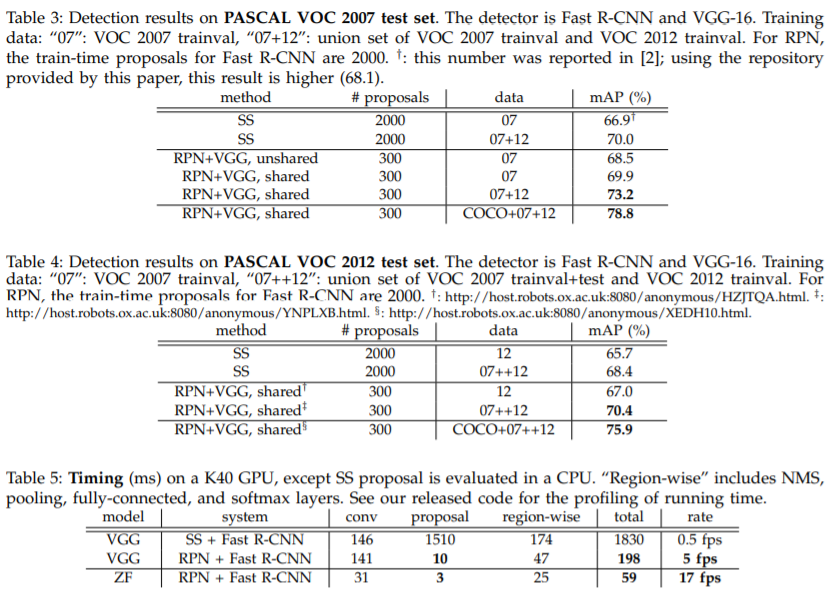 Table 3: Detection results on PASCAL VOC 2007 test set. The detector is Fast R-CNN and VGG-16. Training
data: “07”: VOC 2007 trainval, “07+12”: union set of VOC 2007 trainval and VOC 2012 trainval. For RPN,
the train-time proposals for Fast R-CNN are 2000. †: this number was reported in [2]; using the repository
provided by this paper, this result is higher (68.1).
method # proposals data mAP (%)
SS 2000 07 66.9†
SS 2000 07+12 70.0
RPN+VGG, unshared 300 07 68.5
RPN+VGG, shared 300 07 69.9
RPN+VGG, shared 300 07+12 73.2
RPN+VGG, shared 300 COCO+07+12 78.8
Table 4: Detection results on PASCAL VOC 2012 test set. The detector is Fast R-CNN and VGG-16. Training
data: “07”: VOC 2007 trainval, “07++12”: union set of VOC 2007 trainval+test and VOC 2012 trainval. For
RPN, the train-time proposals for Fast R-CNN are 2000. †: http://host.robots.ox.ac.uk:8080/anonymous/HZJTQA.html. ‡:
http://host.robots.ox.ac.uk:8080/anonymous/YNPLXB.html. §: http://host.robots.ox.ac.uk:8080/anonymous/XEDH10.html.
method # proposals data mAP (%)
SS 2000 12 65.7
SS 2000 07++12 68.4
RPN+VGG, shared† 300 12 67.0
RPN+VGG, shared‡ 300 07++12 70.4
RPN+VGG, shared§ 300 COCO+07++12 75.9
Table 5: Timing (ms) on a K40 GPU, except SS proposal is evaluated in a CPU. “Region-wise” includes NMS,
pooling, fully-connected, and softmax layers. See our released code for the profiling of running time.
model system conv proposal region-wise total rate
VGG SS + Fast R-CNN 146 1510 174 1830 0.5 fps
VGG RPN + Fast R-CNN 141 10 47 198 5 fps
ZF RPN + Fast R-CNN 31 3 25 59 17 fps